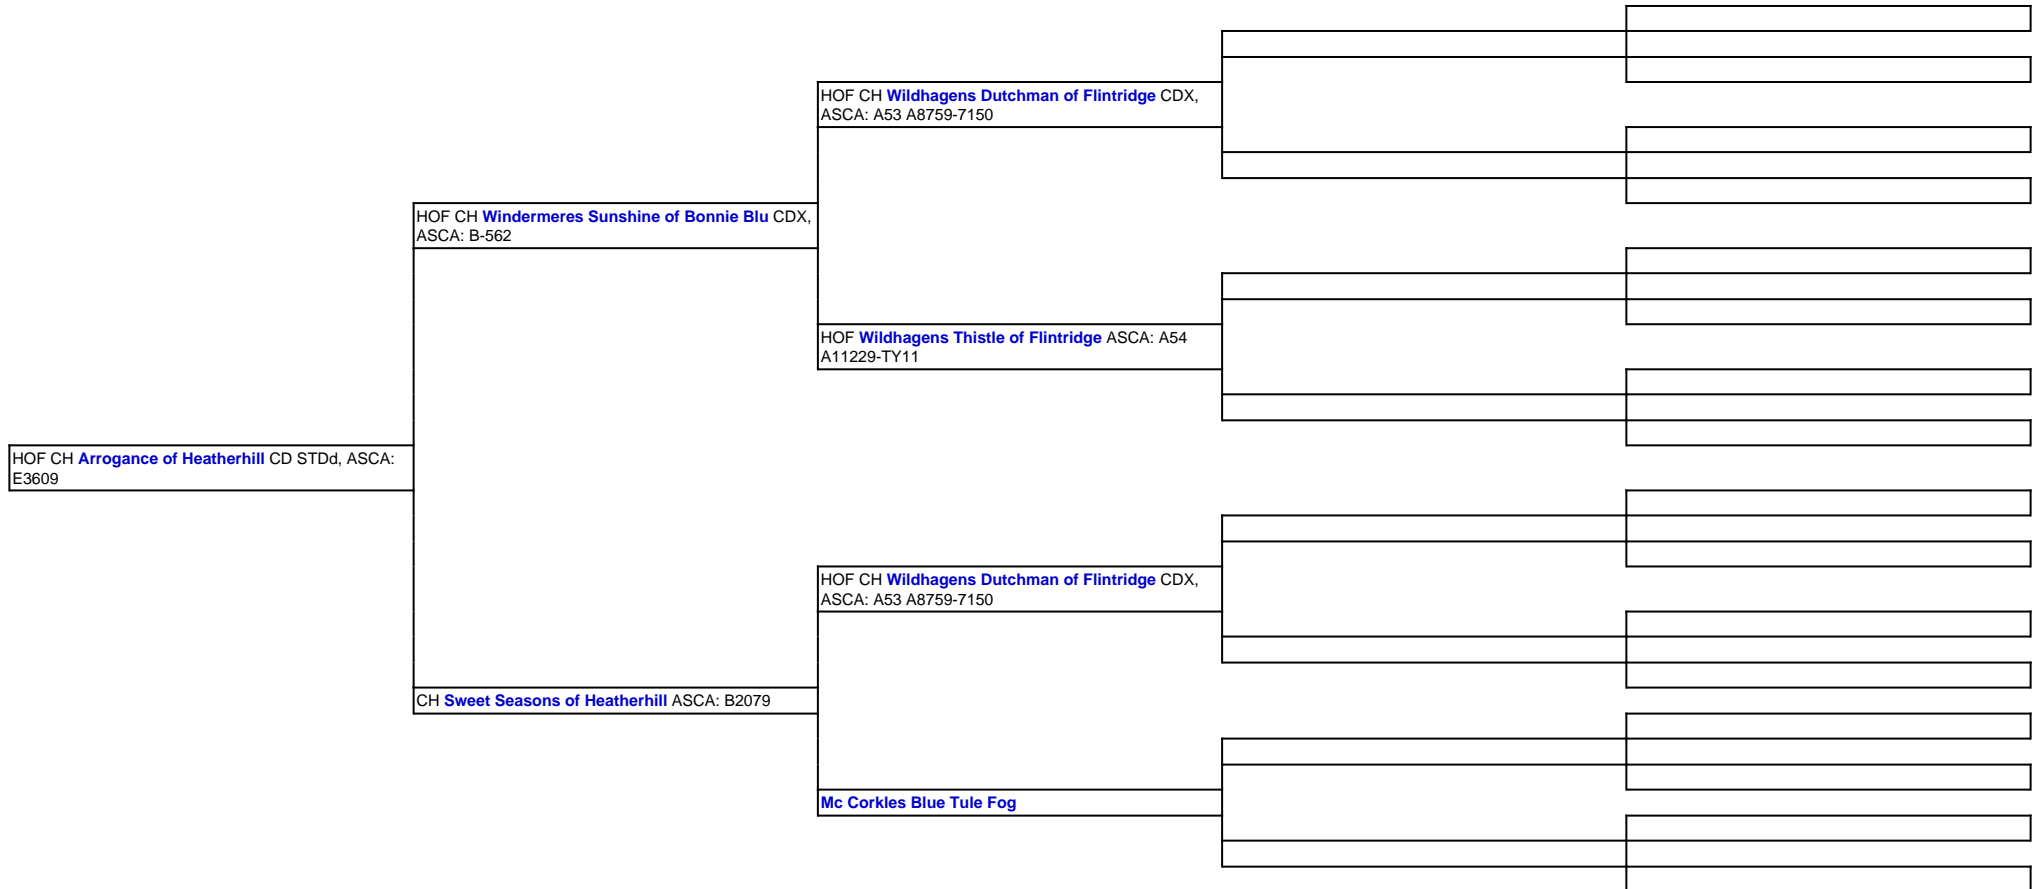 HOF CH Wildhagens Dutchman of Flintridge CDX,
ASCA: A53 A8759-7150
HOF CH Windermeres Sunshine of Bonnie Blu CDX,
ASCA: B-562
HOF Wildhagens Thistle of Flintridge ASCA: A54
A11229-TY11
HOF CH Arrogance of Heatherhill CD STDd, ASCA:
E3609
HOF CH Wildhagens Dutchman of Flintridge CDX,
ASCA: A53 A8759-7150
CH Sweet Seasons of Heatherhill ASCA: B2079
Mc Corkles Blue Tule Fog